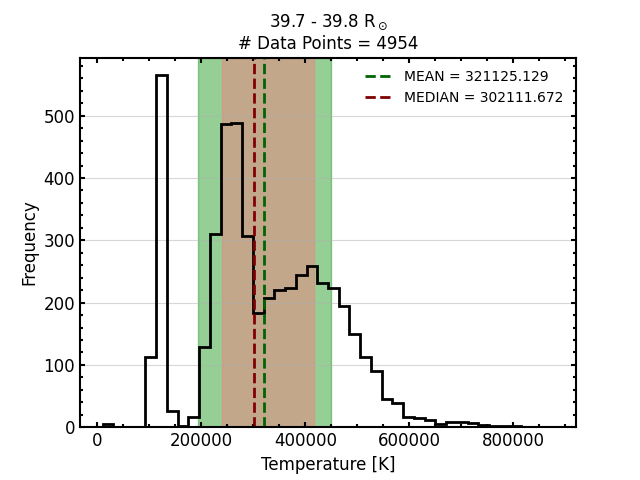 39.7 - 39.8 R⊙
# Data Points = 4954
MEAN = 321125.129
MEDIAN = 302111.672
Frequency
500
400
300
200
100
0
0 200000 400000 600000 800000
Temperature [K]